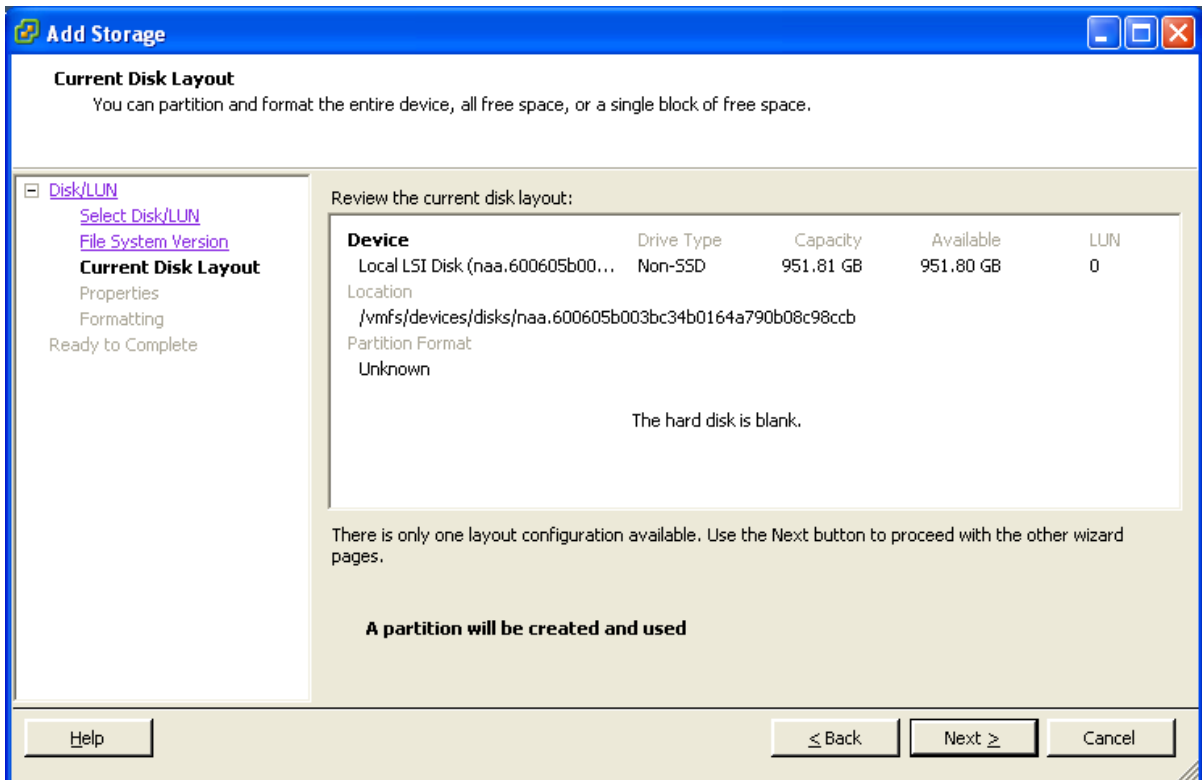 Add Storage
Current Disk Layout
You can partition and format the entire device, all free space, or a single block of free space.
Disk/LUN
Select Disk/LUN
File System Version
Current Disk Layout
Properties
Formatting
Ready to Complete
Review the current disk layout:
Device Drive Type Capacity Available LUN
Local LSI Disk (naa.600605b00... Non-SSD 951.81 GB 951.80 GB 0
Location
/vmfs/devices/disks/naa.600605b003bc34b0164a790b08c98ccb
Partition Format
Unknown
The hard disk is blank.
There is only one layout configuration available. Use the Next button to proceed with the other wizard
pages.
A partition will be created and used
Help
< Back
Next >
Cancel